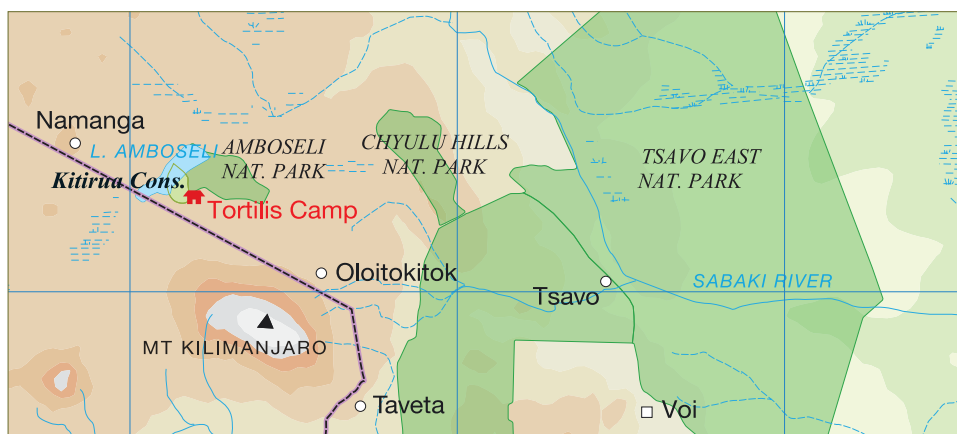 Namanga
L. AMBOSELI
AMBOSELI
NAT. PARK
CHYULU HILLS
NAT. PARK
TSAVO EAST
NAT. PARK
Kitirua Cons.
Tortilis Camp
Oloitokitok
Tsavo
SABAKI RIVER
MT KILIMANJARO
Taveta
Voi